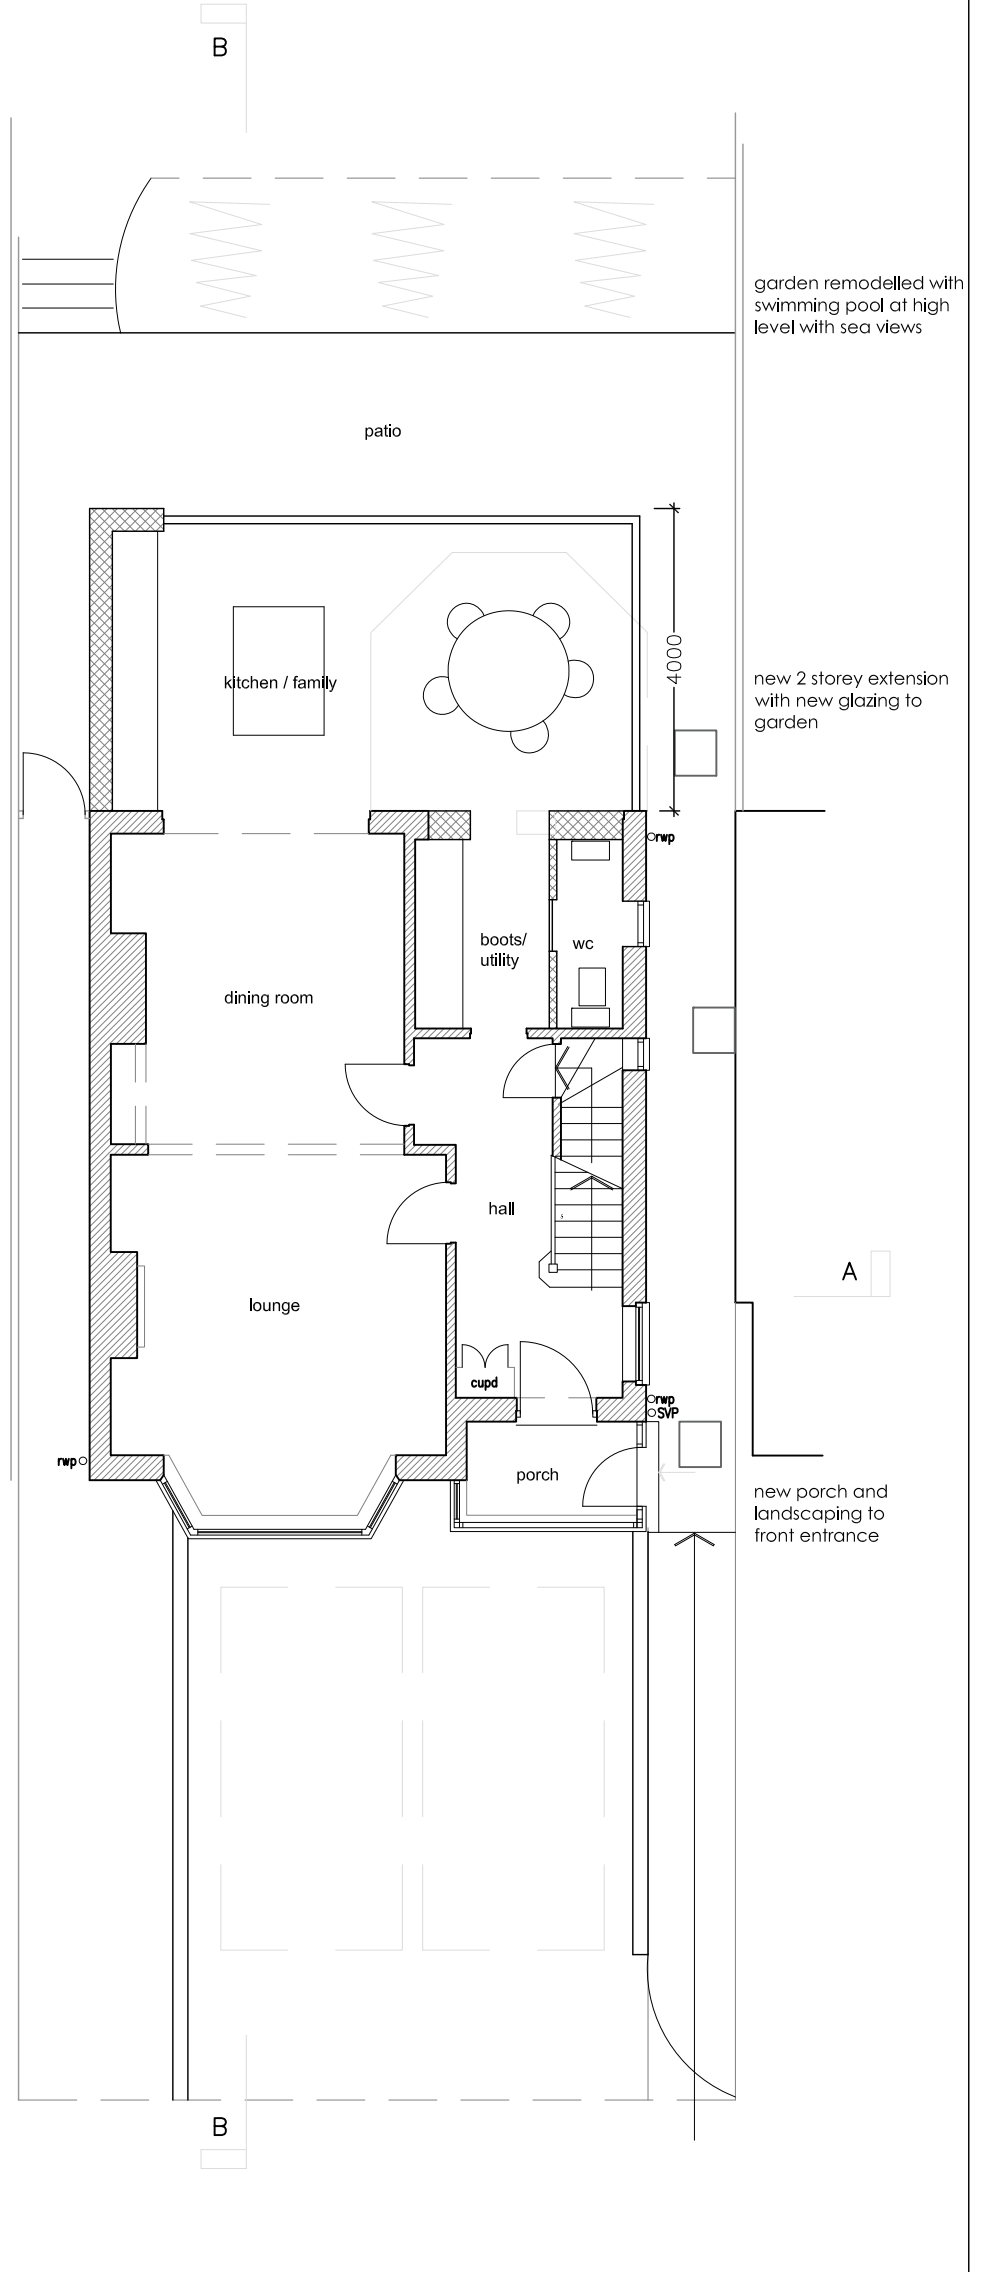 B
garden remodelled with
swimming pool at high
level with sea views
patio
4000
kitchen / family
new 2 storey extension
with new glazing to
garden
rwp
boots/
utility
wc
dining room
hall
s
A
lounge
cupd
rwp
SVP
rwp
porch
new porch and
landscaping to
front entrance
B